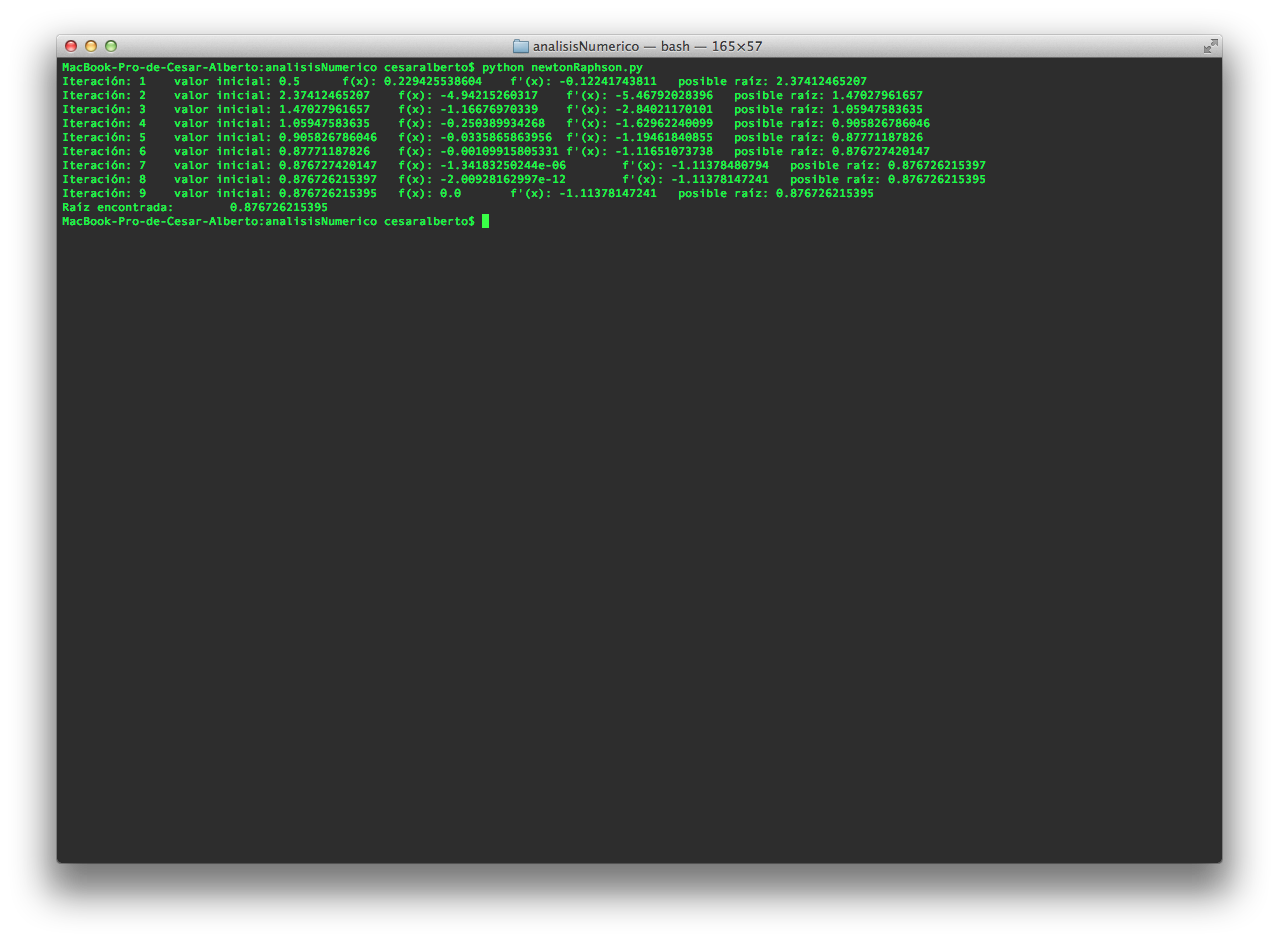 analisisNumerico — bash — 165×57
MacBook-Pro-de-Cesar-Alberto:analisisNumerico cesaralberto$ python newtonRaphson.py
Iteración: 1 valor inicial: 0.5 f(x): 0.229425538604 f'(x): -0.12241743811 posible raíz: 2.37412465207
Iteración: 2 valor inicial: 2.37412465207 f(x): -4.94215260317 f'(x): -5.46792028396 posible raíz: 1.47027961657
Iteración: 3 valor inicial: 1.47027961657 f(x): -1.16676970339 f'(x): -2.84021170101 posible raíz: 1.05947583635
Iteración: 4 valor inicial: 1.05947583635 f(x): -0.250389934268 f'(x): -1.62962240099 posible raíz: 0.905826786046
Iteración: 5 valor inicial: 0.905826786046 f(x): -0.0335865863956 f'(x): -1.19461840855 posible raíz: 0.87771187826
Iteración: 6 valor inicial: 0.87771187826 f(x): -0.00109915805331 f'(x): -1.11651073738 posible raíz: 0.876727420147
Iteración: 7 valor inicial: 0.876727420147 f(x): -1.34183250244e-06 f'(x): -1.11378480794 posible raíz: 0.876726215397
Iteración: 8 valor inicial: 0.876726215397 f(x): -2.00928162997e-12 f'(x): -1.11378147241 posible raíz: 0.876726215395
Iteración: 9 valor inicial: 0.876726215395 f(x): 0.0 f'(x): -1.11378147241 posible raíz: 0.876726215395
Raíz encontrada: 0.876726215395
MacBook-Pro-de-Cesar-Alberto:analisisNumerico cesaralberto$